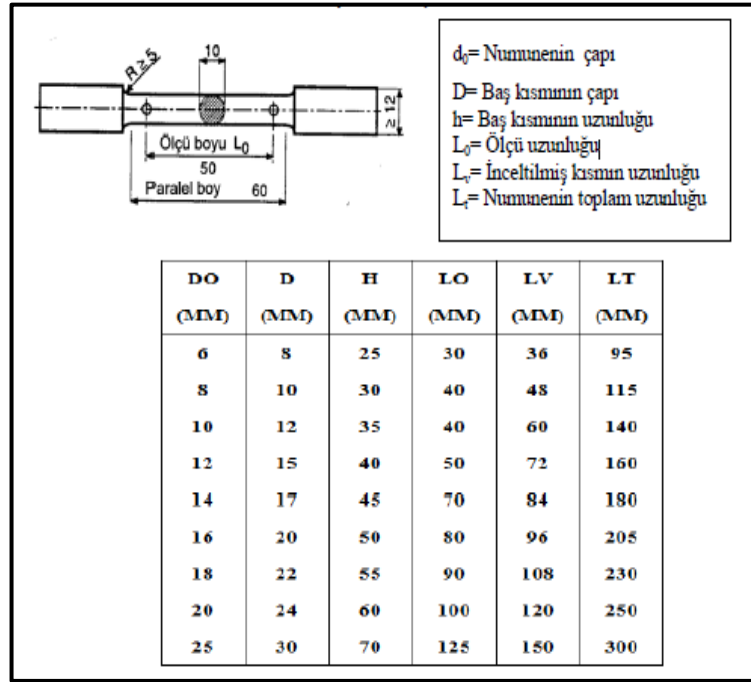 R ≥ 5
10
≥ 12
Ölçü boyu L₀
50
Paralel boy 60
d₀= Numunenin çapı
D= Baş kısmının çapı
h= Baş kısmının uzunluğu
L₀= Ölçü uzunluğu
Lᵥ= İnceltilmiş kısmın uzunluğu
Lₜ= Numunenin toplam uzunluğu
DO D H LO LV LT
(MM) (MM) (MM) (MM) (MM) (MM)
6 8 25 30 36 95
8 10 30 40 48 115
10 12 35 40 60 140
12 15 40 50 72 160
14 17 45 70 84 180
16 20 50 80 96 205
18 22 55 90 108 230
20 24 60 100 120 250
25 30 70 125 150 300